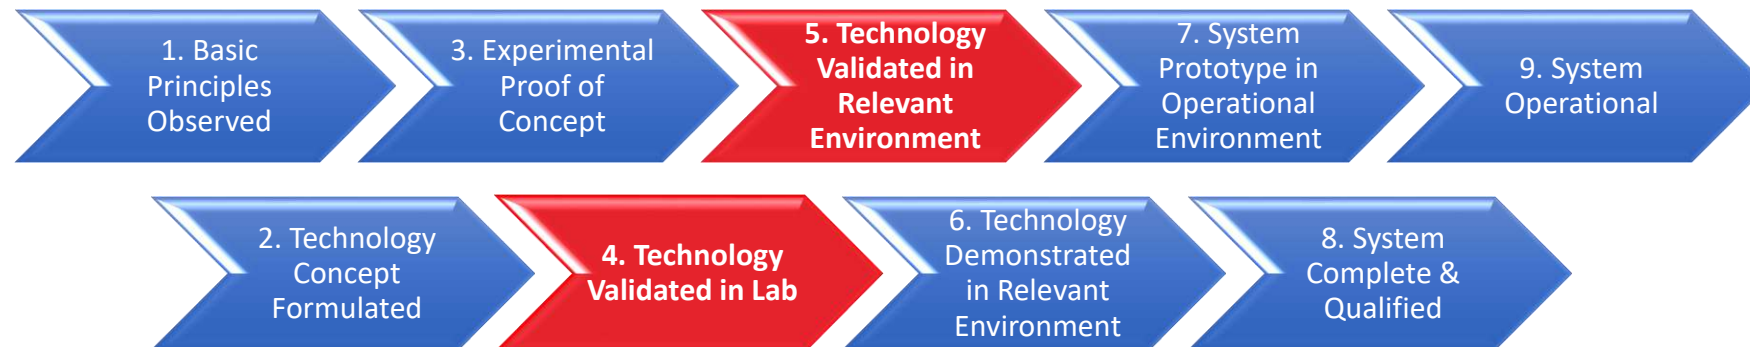 1. Basic
Principles
Observed
3. Experimental
Proof of
Concept
5. Technology
Validated in
Relevant
Environment
7. System
Prototype in
Operational
Environment
9. System
Operational
2. Technology
Concept
Formulated
4. Technology
Validated in Lab
6. Technology
Demonstrated
in Relevant
Environment
8. System
Complete &
Qualified